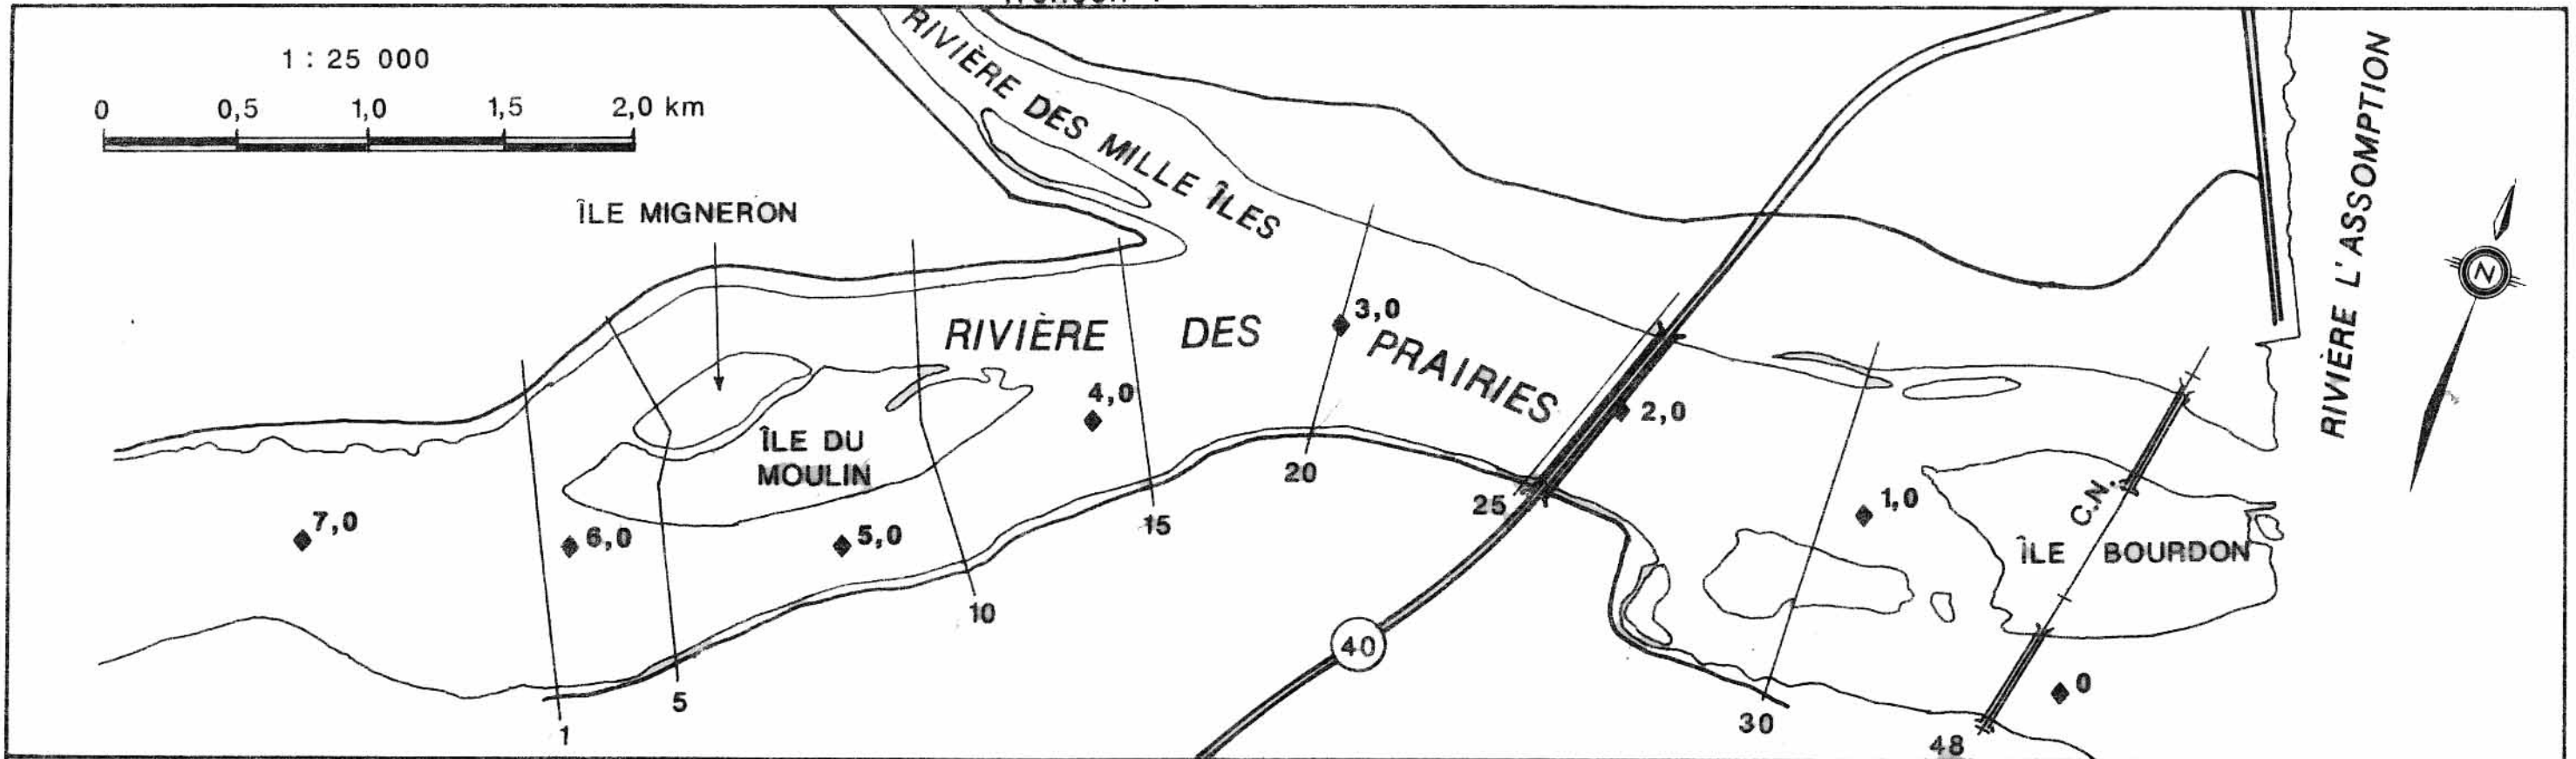 1 : 25 000
0 0,5 1,0 1,5 2,0 km
RIVIÈRE DES MILLE ÎLES
RIVIÈRE L'ASSOMPTION
ÎLE MIGNERON
N
RIVIÈRE DES PRAIRIES
3,0
4,0
2,0
ÎLE DU
MOULIN
20
25
1,0
C.N.
15
7,0
6,0
5,0
ÎLE BOURDON
10
40
0
5
1
30
48